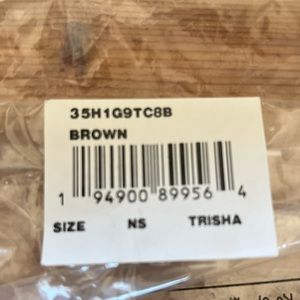 35H1G9TC8B
BROWN
1 94900 89956 4
SIZE NS TRISHA